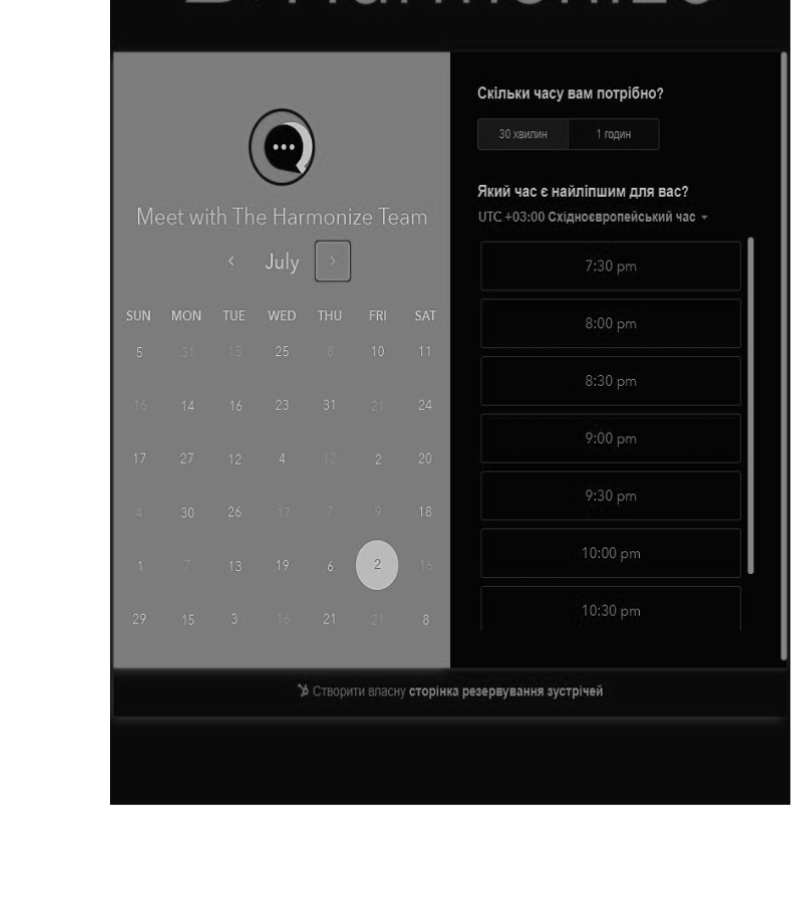 Harmonize
Meet with The Harmonize Team
July
SUN MON TUE WED THU FRI SAT
5 31 15 25 8 10 11
16 14 16 23 31 21 24
17 27 12 4 12 2 20
4 30 26 17 7 9 18
1 7 13 19 6 2 16
29 15 3 16 21 21 8
Скільки часу вам потрібно?
30 хвилин 1 годин
Який час є найліпшим для вас?
UTC +03:00 Східноєвропейський час
7:30 pm
8:00 pm
8:30 pm
9:00 pm
9:30 pm
10:00 pm
10:30 pm
Створити власну сторінка резервування зустрічей